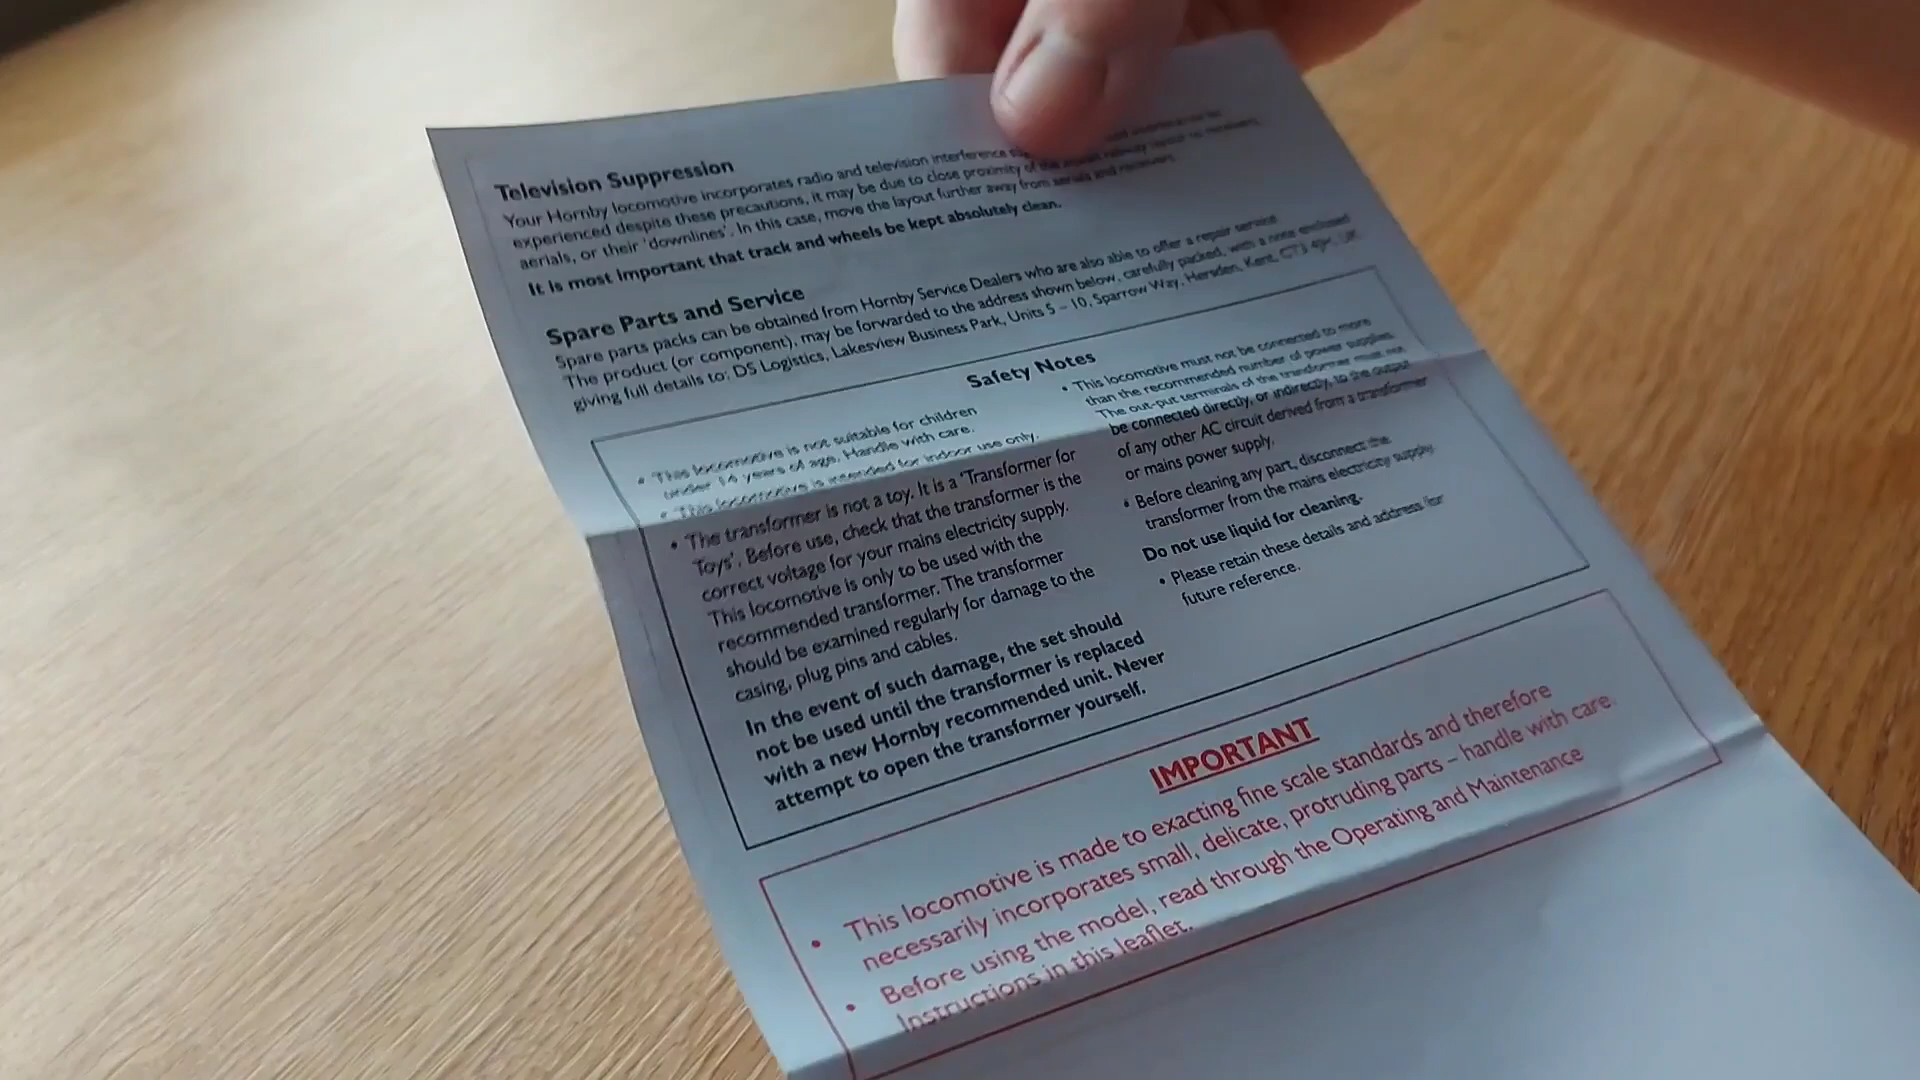 Television Suppression
Your Hornby locomotive incorporates radio and television interference
experienced despite these precautions, it may be due to close proximity of the model railway layout to receivers,
aerials, or their 'downlines'. In this case, move the layout further away from aerials and receivers.
It is most important that track and wheels be kept absolutely clean.
Spare Parts and Service
Spare parts packs can be obtained from Hornby Service Dealers who are also able to offer a repair service
The product (or component), may be forwarded to the address shown below, carefully packed, with a note enclosed
giving full details to: DS Logistics, Lakesview Business Park, Units 5 – 10, Sparrow Way, Hersden, Kent, CT3 4JH, UK
Safety Notes
• This locomotive is not suitable for children
under 14 years of age. Handle with care.
• This locomotive is intended for indoor use only.
• The transformer is not a toy. It is a 'Transformer for
Toys'. Before use, check that the transformer is the
correct voltage for your mains electricity supply.
This locomotive is only to be used with the
recommended transformer. The transformer
should be examined regularly for damage to the
casing, plug pins and cables.
In the event of such damage, the set should
not be used until the transformer is replaced
with a new Hornby recommended unit. Never
attempt to open the transformer yourself.
• This locomotive must not be connected to more
than the recommended number of power supplies.
The out-put terminals of the transformer must not
be connected directly, or indirectly, to the output
of any other AC circuit derived from a transformer
or mains power supply.
• Before cleaning any part, disconnect the
transformer from the mains electricity supply.
Do not use liquid for cleaning.
• Please retain these details and address for
future reference.
IMPORTANT
• This locomotive is made to exacting fine scale standards and therefore
necessarily incorporates small, delicate, protruding parts – handle with care.
• Before using the model, read through the Operating and Maintenance
Instructions in this leaflet.